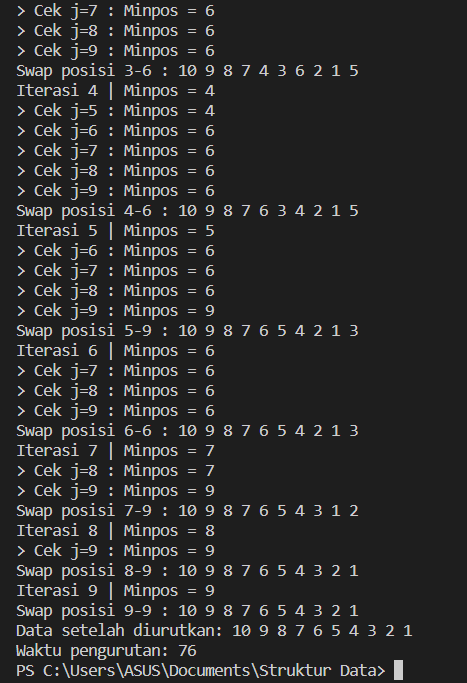 > Cek j=7 : Minpos = 6
> Cek j=8 : Minpos = 6
> Cek j=9 : Minpos = 6
Swap posisi 3-6 : 10 9 8 7 4 3 6 2 1 5
Iterasi 4 | Minpos = 4
> Cek j=5 : Minpos = 4
> Cek j=6 : Minpos = 6
> Cek j=7 : Minpos = 6
> Cek j=8 : Minpos = 6
> Cek j=9 : Minpos = 6
Swap posisi 4-6 : 10 9 8 7 6 3 4 2 1 5
Iterasi 5 | Minpos = 5
> Cek j=6 : Minpos = 6
> Cek j=7 : Minpos = 6
> Cek j=8 : Minpos = 6
> Cek j=9 : Minpos = 9
Swap posisi 5-9 : 10 9 8 7 6 5 4 2 1 3
Iterasi 6 | Minpos = 6
> Cek j=7 : Minpos = 6
> Cek j=8 : Minpos = 6
> Cek j=9 : Minpos = 6
Swap posisi 6-6 : 10 9 8 7 6 5 4 2 1 3
Iterasi 7 | Minpos = 7
> Cek j=8 : Minpos = 7
> Cek j=9 : Minpos = 9
Swap posisi 7-9 : 10 9 8 7 6 5 4 3 1 2
Iterasi 8 | Minpos = 8
> Cek j=9 : Minpos = 9
Swap posisi 8-9 : 10 9 8 7 6 5 4 3 2 1
Iterasi 9 | Minpos = 9
Swap posisi 9-9 : 10 9 8 7 6 5 4 3 2 1
Data setelah diurutkan: 10 9 8 7 6 5 4 3 2 1
Waktu pengurutan: 76
PS C:\Users\ASUS\Documents\Struktur Data>